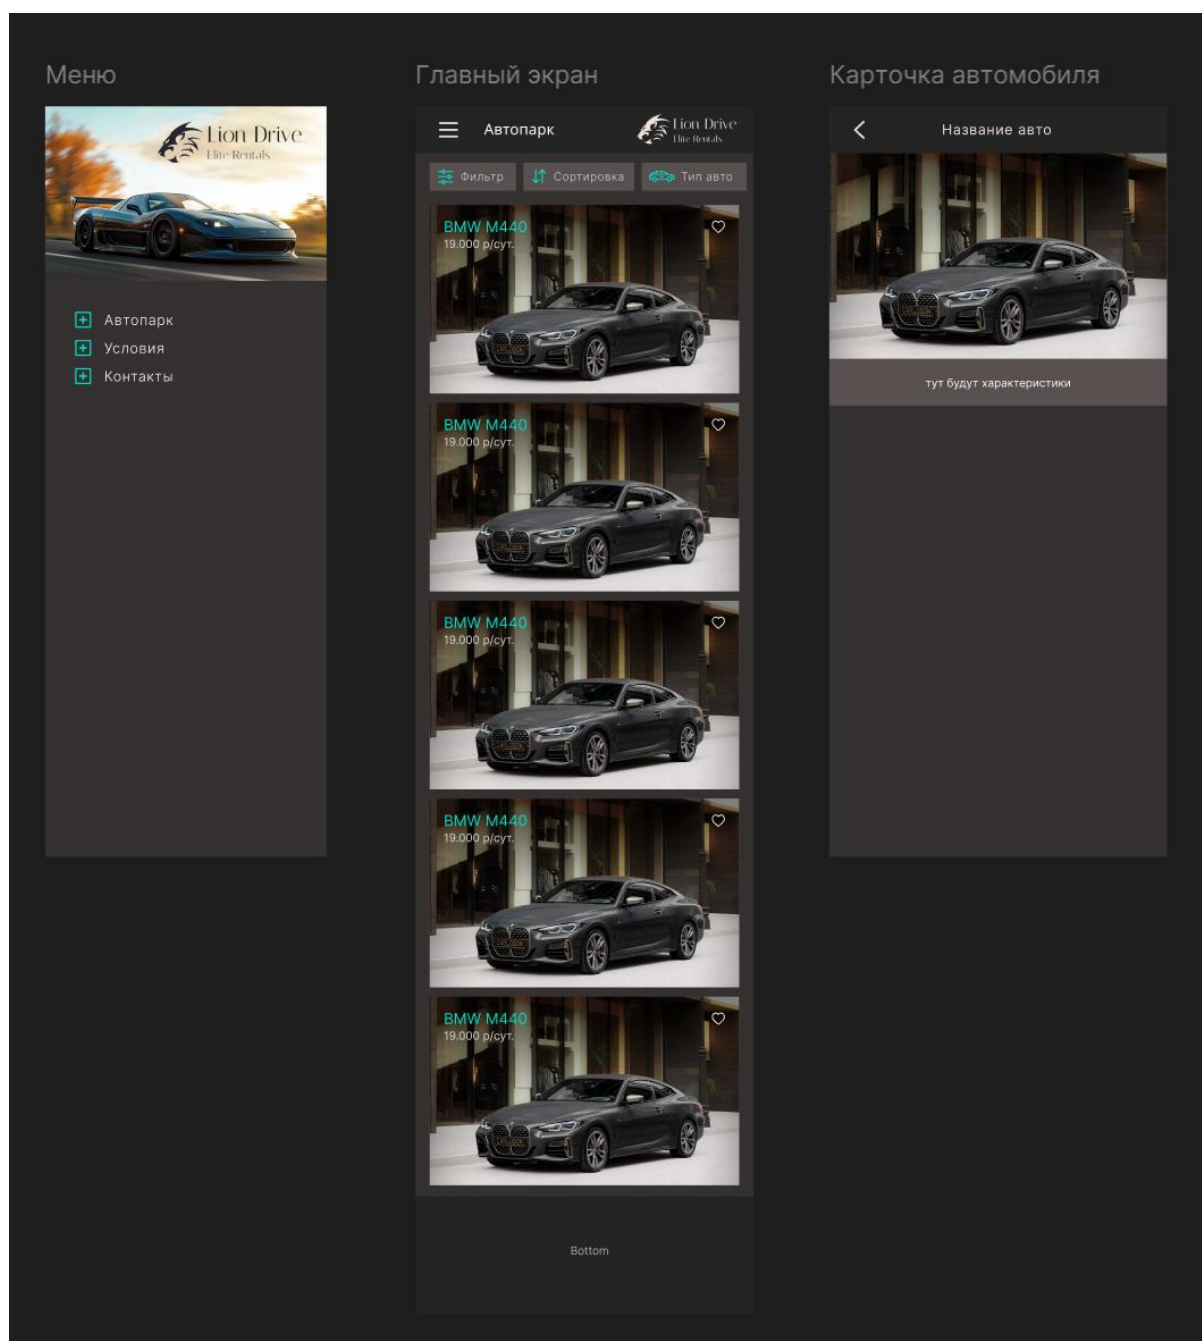 Меню
Lion Drive
Elite Rentals
Автопарк
Условия
Контакты
Главный экран
Автопарк
Lion Drive
Elite Rentals
Фильтр
Сортировка
Тип авто
BMW M440
19.000 р/сут.
BMW M440
19.000 р/сут.
BMW M440
19.000 р/сут.
BMW M440
19.000 р/сут.
BMW M440
19.000 р/сут.
Bottom
Карточка автомобиля
Название авто
тут будут характеристики